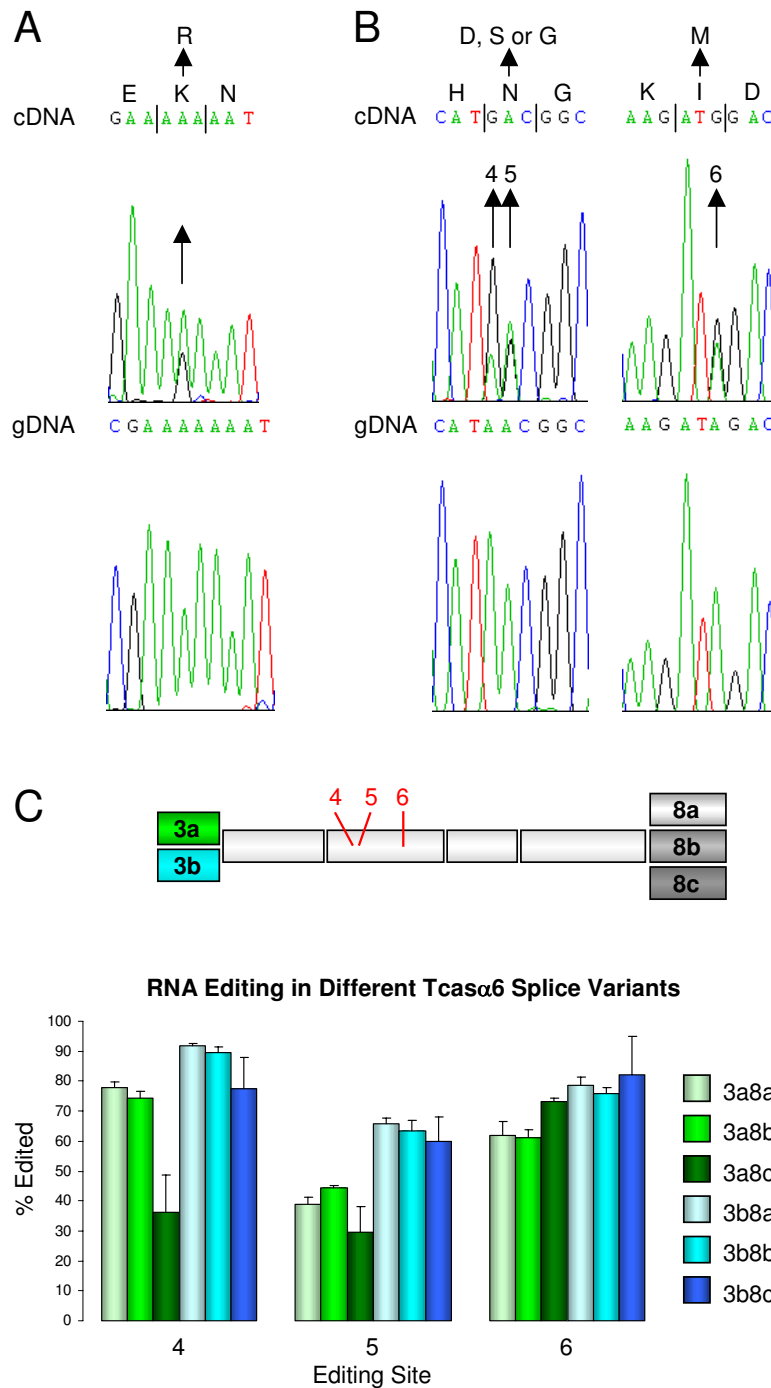 A
R
E K N
cDNA
GAA|AAA|AAT
gDNA
CGAAAAAAT
B
D, S or G
M
H N G
K I D
cDNA
CAT|GAC|GGC
AAG|ATG|GAC
4 5
6
gDNA
CATAACGGC
AAGATAGAC
C
4 5 6
3a
3b
8a
8b
8c
RNA Editing in Different Tcasα6 Splice Variants
% Edited
100
90
80
70
60
50
40
30
20
10
0
4 5 6
Editing Site
3a8a
3a8b
3a8c
3b8a
3b8b
3b8c